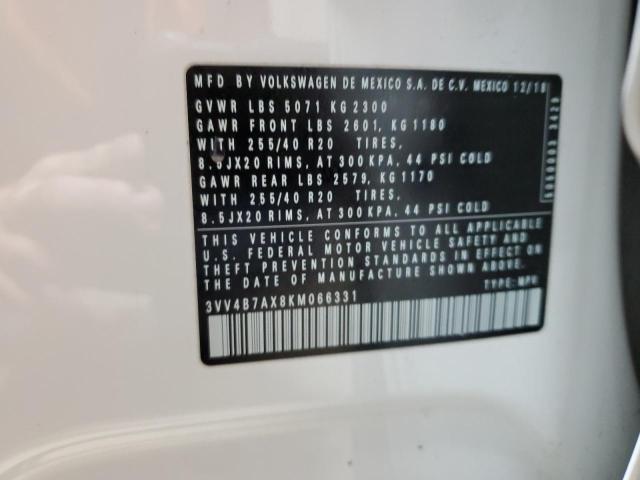 MFD BY VOLKSWAGEN DE MEXICO S.A. DE C.V. MEXICO 12/18
GVWR LBS 5071 KG 2300
GAWR FRONT LBS 2601, KG 1180
WITH 255/40 R20 TIRES,
8.5JX20 RIMS, AT 300 KPA, 44 PSI COLD
GAWR REAR LBS 2579, KG 1170
WITH 255/40 R20 TIRES,
8.5JX20 RIMS, AT 300 KPA, 44 PSI COLD
THIS VEHICLE CONFORMS TO ALL APPLICABLE
U.S. FEDERAL MOTOR VEHICLE SAFETY AND
THEFT PREVENTION STANDARDS IN EFFECT ON
THE DATE OF MANUFACTURE SHOWN ABOVE.
TYPE: MPV
3VV4B7AX8KM066331